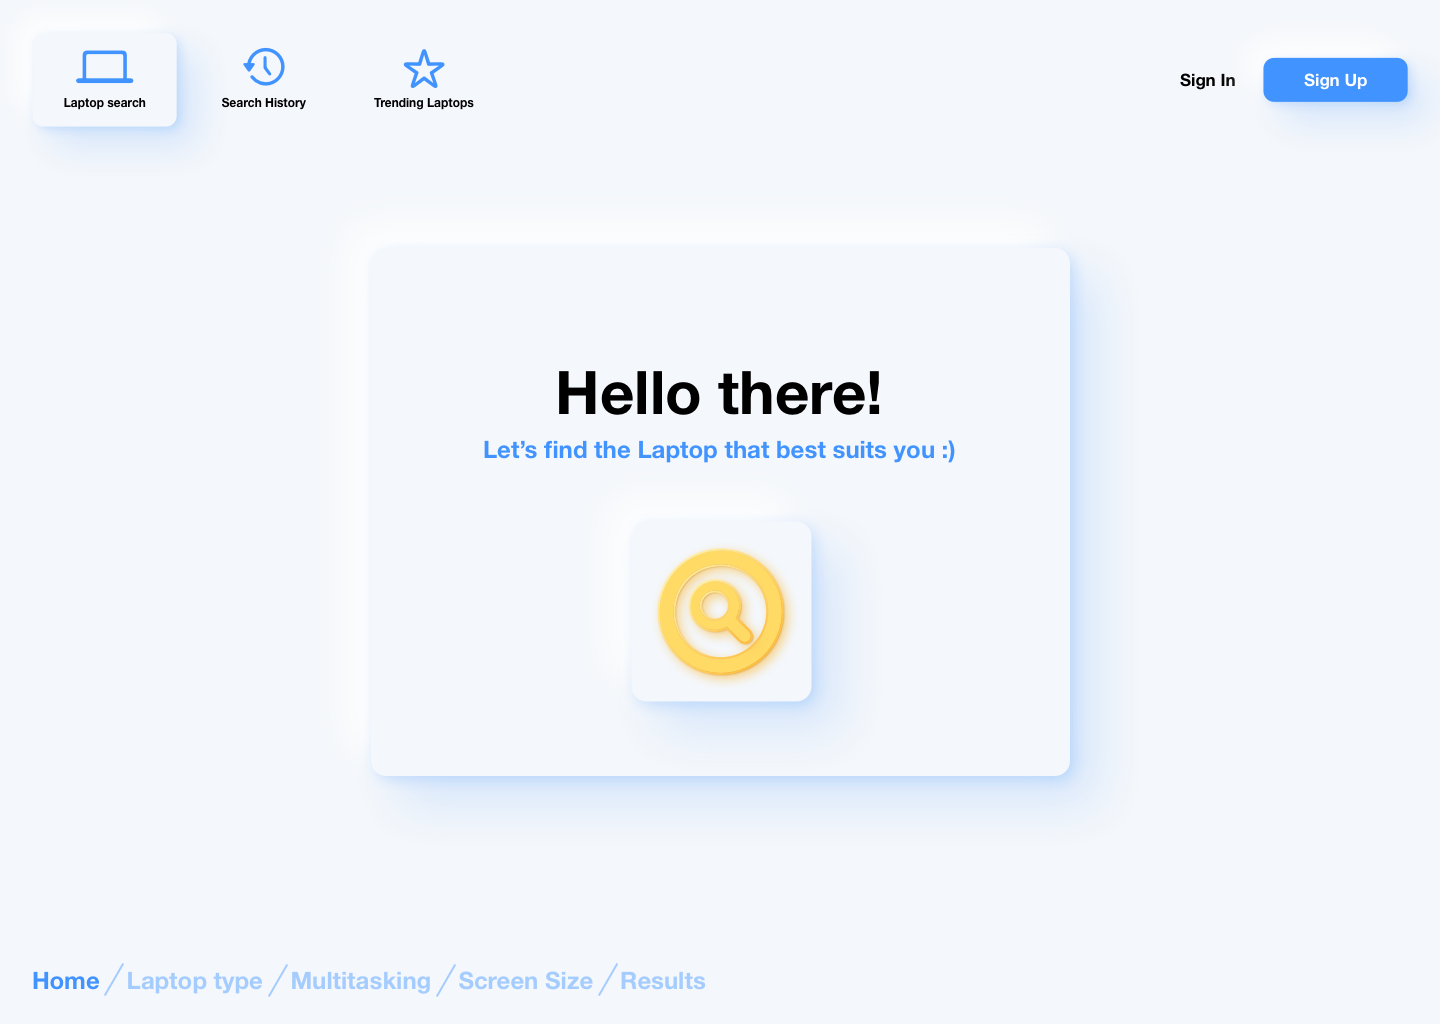 Laptop search
Search History
Trending Laptops
Sign In
Sign Up
Hello there!
Let’s find the Laptop that best suits you :)
Home / Laptop type / Multitasking / Screen Size / Results